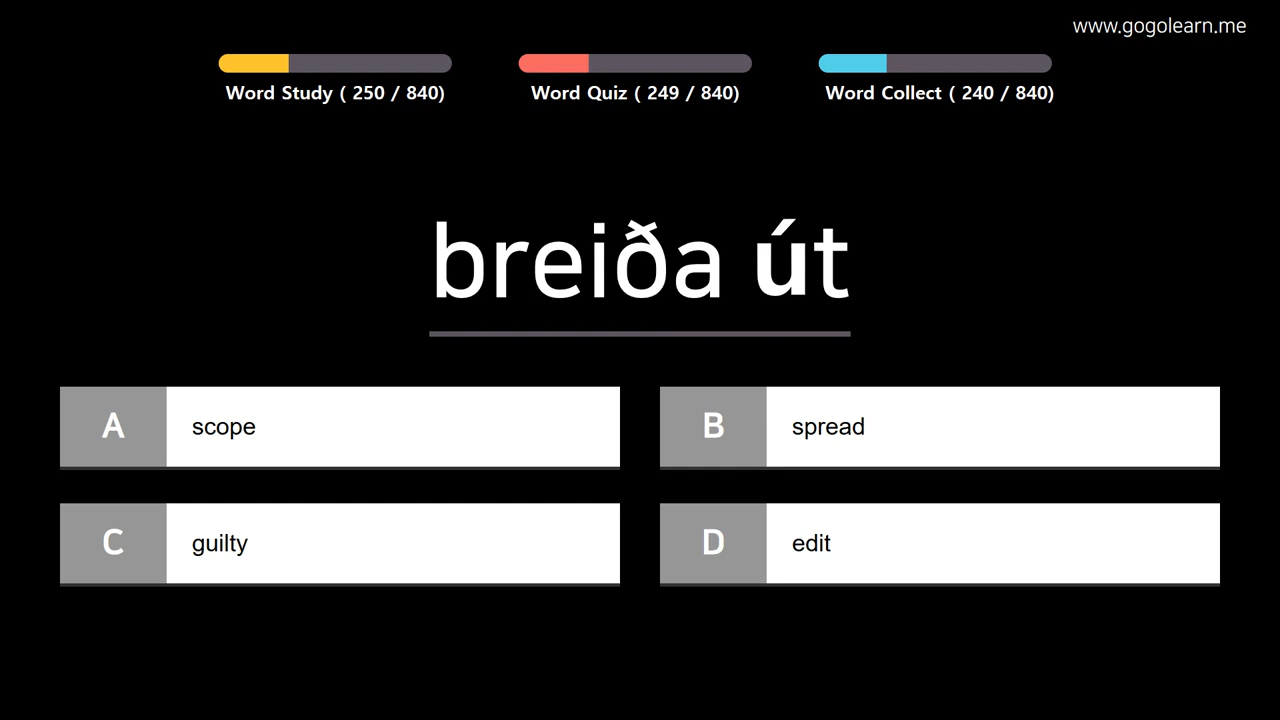 www.gogolearn.me
Word Study ( 250 / 840)
Word Quiz ( 249 / 840)
Word Collect ( 240 / 840)
breiða út
A
scope
B
spread
C
guilty
D
edit